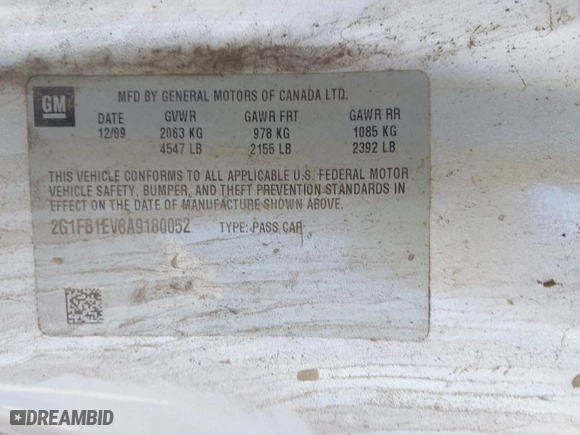 GM
MFD BY GENERAL MOTORS OF CANADA LTD.
DATE GVWR GAWR FRT GAWR RR
12/09 2063 KG 978 KG 1085 KG
4547 LB 2155 LB 2392 LB
THIS VEHICLE CONFORMS TO ALL APPLICABLE U.S. FEDERAL MOTOR
VEHICLE SAFETY, BUMPER, AND THEFT PREVENTION STANDARDS IN
EFFECT ON THE DATE OF MANUFACTURE SHOWN ABOVE.
2G1FB1EV8A9180052 TYPE: PASS CAR
DREAMBID